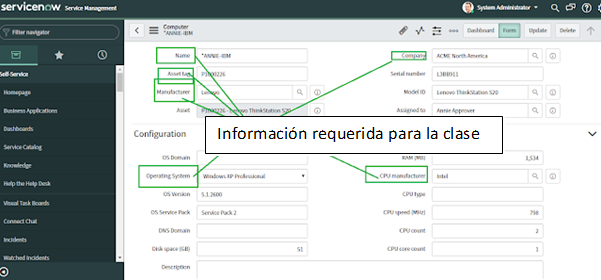 servicenow Service Management
System Administrator
Filter navigator
Computer
*ANNIE-IBM
Dashboard Form Update Delete
Self-Service
Homepage
Business Applications
Dashboards
Service Catalog
Knowledge
Help the Help Desk
Visual Task Boards
Connect Chat
Incidents
Watched Incidents
Name *ANNIE-IBM
Company ACME North America
Asset tag P1000226
Serial number L3BB911
Manufacturer Lenovo
Model ID Lenovo ThinkStation S20
Asset P1000226 - Lenovo ThinkStation S20
Assigned to Annie Approver
Información requerida para la clase
Configuration
OS Domain
RAM (MB) 1,534
Operating System Windows XP Professional
CPU manufacturer Intel
OS Version 5.1.2600
CPU type
OS Service Pack Service Pack 2
CPU speed (MHz) 798
DNS Domain
CPU count 2
Disk space (GB) 51
CPU core count 1
Description